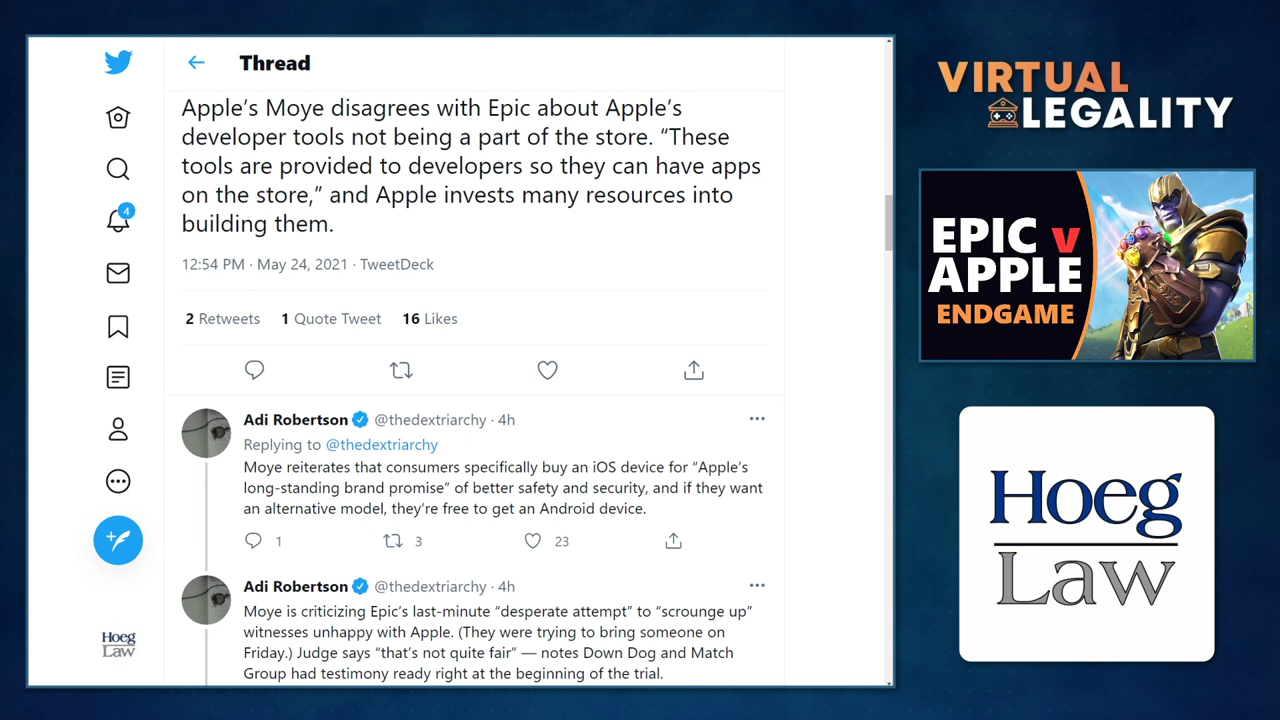 Thread
Apple’s Moye disagrees with Epic about Apple’s
developer tools not being a part of the store. “These
tools are provided to developers so they can have apps
on the store,” and Apple invests many resources into
building them.
12:54 PM · May 24, 2021 · TweetDeck
2 Retweets 1 Quote Tweet 16 Likes
Adi Robertson @thedextriarchy · 4h
Replying to @thedextriarchy
Moye reiterates that consumers specifically buy an iOS device for “Apple’s
long-standing brand promise” of better safety and security, and if they want
an alternative model, they’re free to get an Android device.
1 3 23
Adi Robertson @thedextriarchy · 4h
Moye is criticizing Epic’s last-minute “desperate attempt” to “scrounge up”
witnesses unhappy with Apple. (They were trying to bring someone on
Friday.) Judge says “that’s not quite fair” — notes Down Dog and Match
Group had testimony ready right at the beginning of the trial.
4
Hoeg
Law
VIRTUAL
LEGALITY
EPIC v
APPLE
ENDGAME
Hoeg
Law